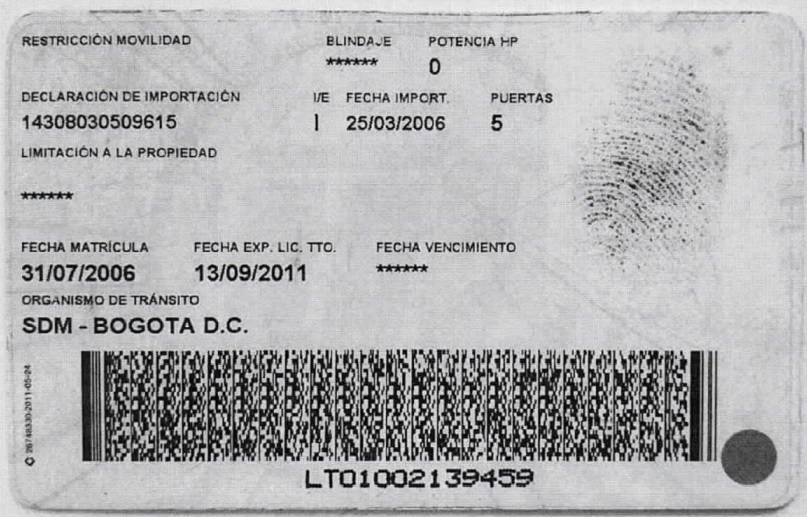 RESTRICCIÓN MOVILIDAD BLINDAJE POTENCIA HP
****** 0
DECLARACIÓN DE IMPORTACIÓN I/E FECHA IMPORT. PUERTAS
14308030509615 I 25/03/2006 5
LIMITACIÓN A LA PROPIEDAD
******
FECHA MATRÍCULA FECHA EXP. LIC. TTO. FECHA VENCIMIENTO
31/07/2006 13/09/2011 ******
ORGANISMO DE TRÁNSITO
SDM - BOGOTA D.C.
LT01002139459